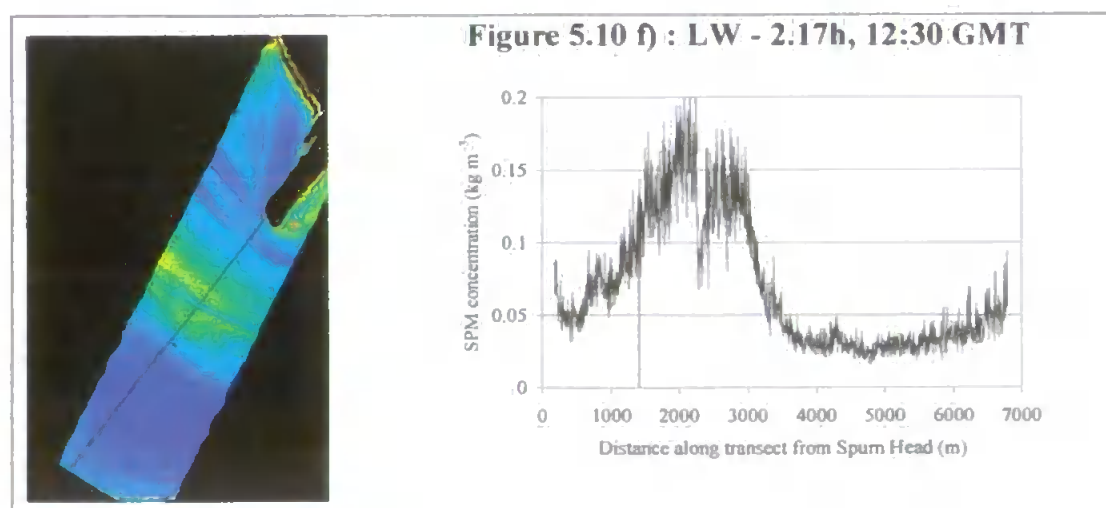 Figure 5.10 f) : LW - 2.17h, 12:30 GMT
0.2
0.15
0.1
0.05
0
SPM concentration (kg m⁻³)
0 1000 2000 3000 4000 5000 6000 7000
Distance along transect from Spurn Head (m)